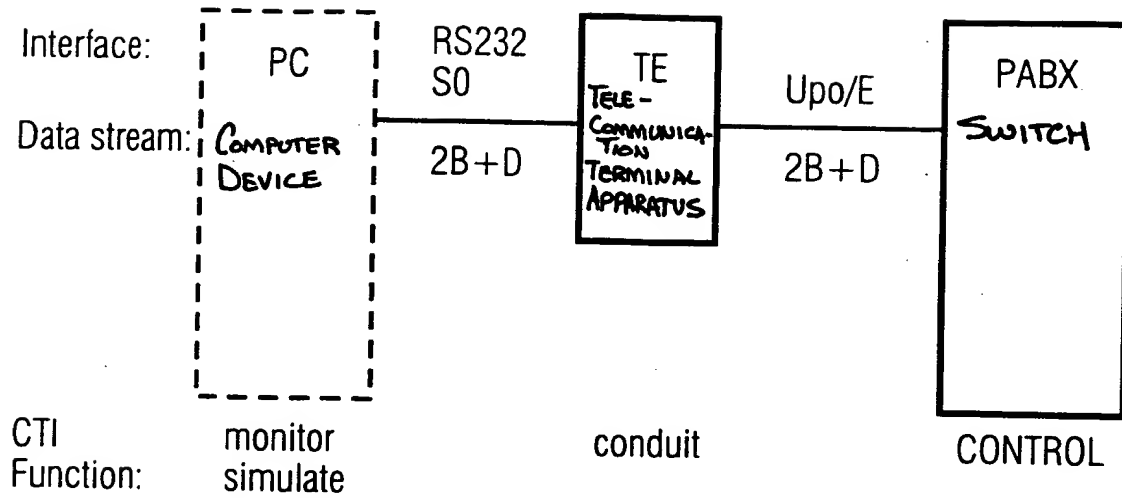 Interface:
PC
RS232
S0
TE
Upo/E
PABX
Data stream:
COMPUTER
DEVICE
2B+D
TELE-
COMMUNICA-
TION
TERMINAL
APPARATUS
2B+D
SWITCH
CTI
Function:
monitor
simulate
conduit
CONTROL